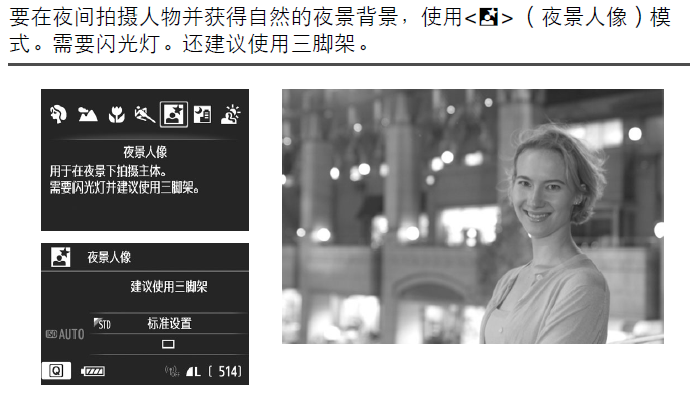 要在夜间拍摄人物并获得自然的夜景背景，使用< >（夜景人像）模
式。需要闪光灯。还建议使用三脚架。
夜景人像
用于在夜景下拍摄主体。
需要闪光灯并建议使用三脚架。
夜景人像
建议使用三脚架
STD 标准设置
ISO AUTO
Q L [ 514]